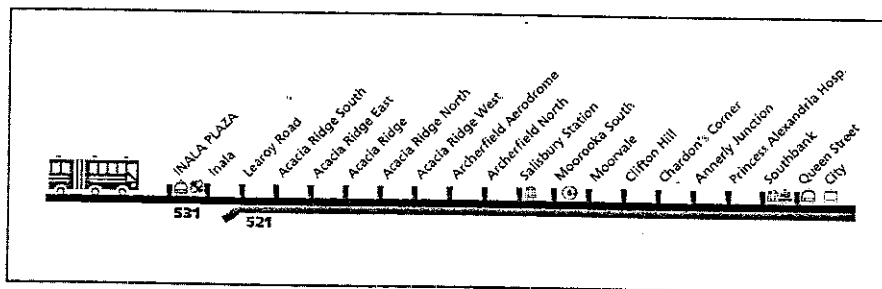 INALA PLAZA
Inala
Learoy Road
Acacia Ridge South
Acacia Ridge East
Acacia Ridge
Acacia Ridge North
Acacia Ridge West
Archerfield Aerodrome
Archerfield North
Salisbury Station
Moorooka South
Moorvale
Clifton Hill
Chardon's Corner
Annerly Junction
Princess Alexandria Hosp.
Southbank
Queen Street
City
531
521